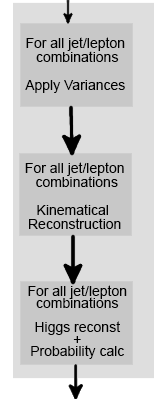 For all jet/lepton
combinations
Apply Variances
For all jet/lepton
combinations
Kinematical
Reconstruction
For all jet/lepton
combinations
Higgs reconst
+
Probability calc